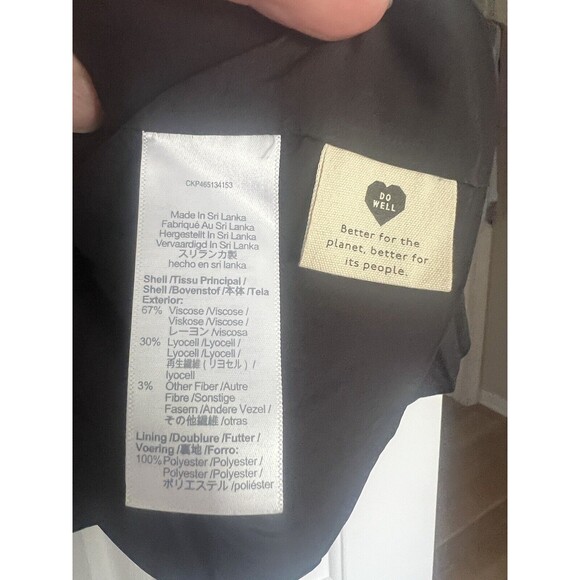 CKP465134153
Made In Sri Lanka
Fabriqué Au Sri Lanka
Hergestellt In Sri Lanka
Vervaardigd In Sri Lanka
スリランカ製
hecho en sri lanka
Shell /Tissu Principal /
Shell /Bovenstof /本体 /Tela
Exterior:
67% Viscose /Viscose /
Viskose /Viscose /
レーヨン /viscosa
30% Lyocell /Lyocell /
Lyocell /Lyocell /
再生繊維 (リヨセル) /
lyocell
3% Other Fiber /Autre
Fibre /Sonstige
Fasern /Andere Vezel /
その他繊維 /otras
Lining /Doublure /Futter /
Voering /裏地 /Forro:
100% Polyester /Polyester /
Polyester /Polyester /
ポリエステル /poliéster
DO
WELL
Better for the
planet, better for
its people.